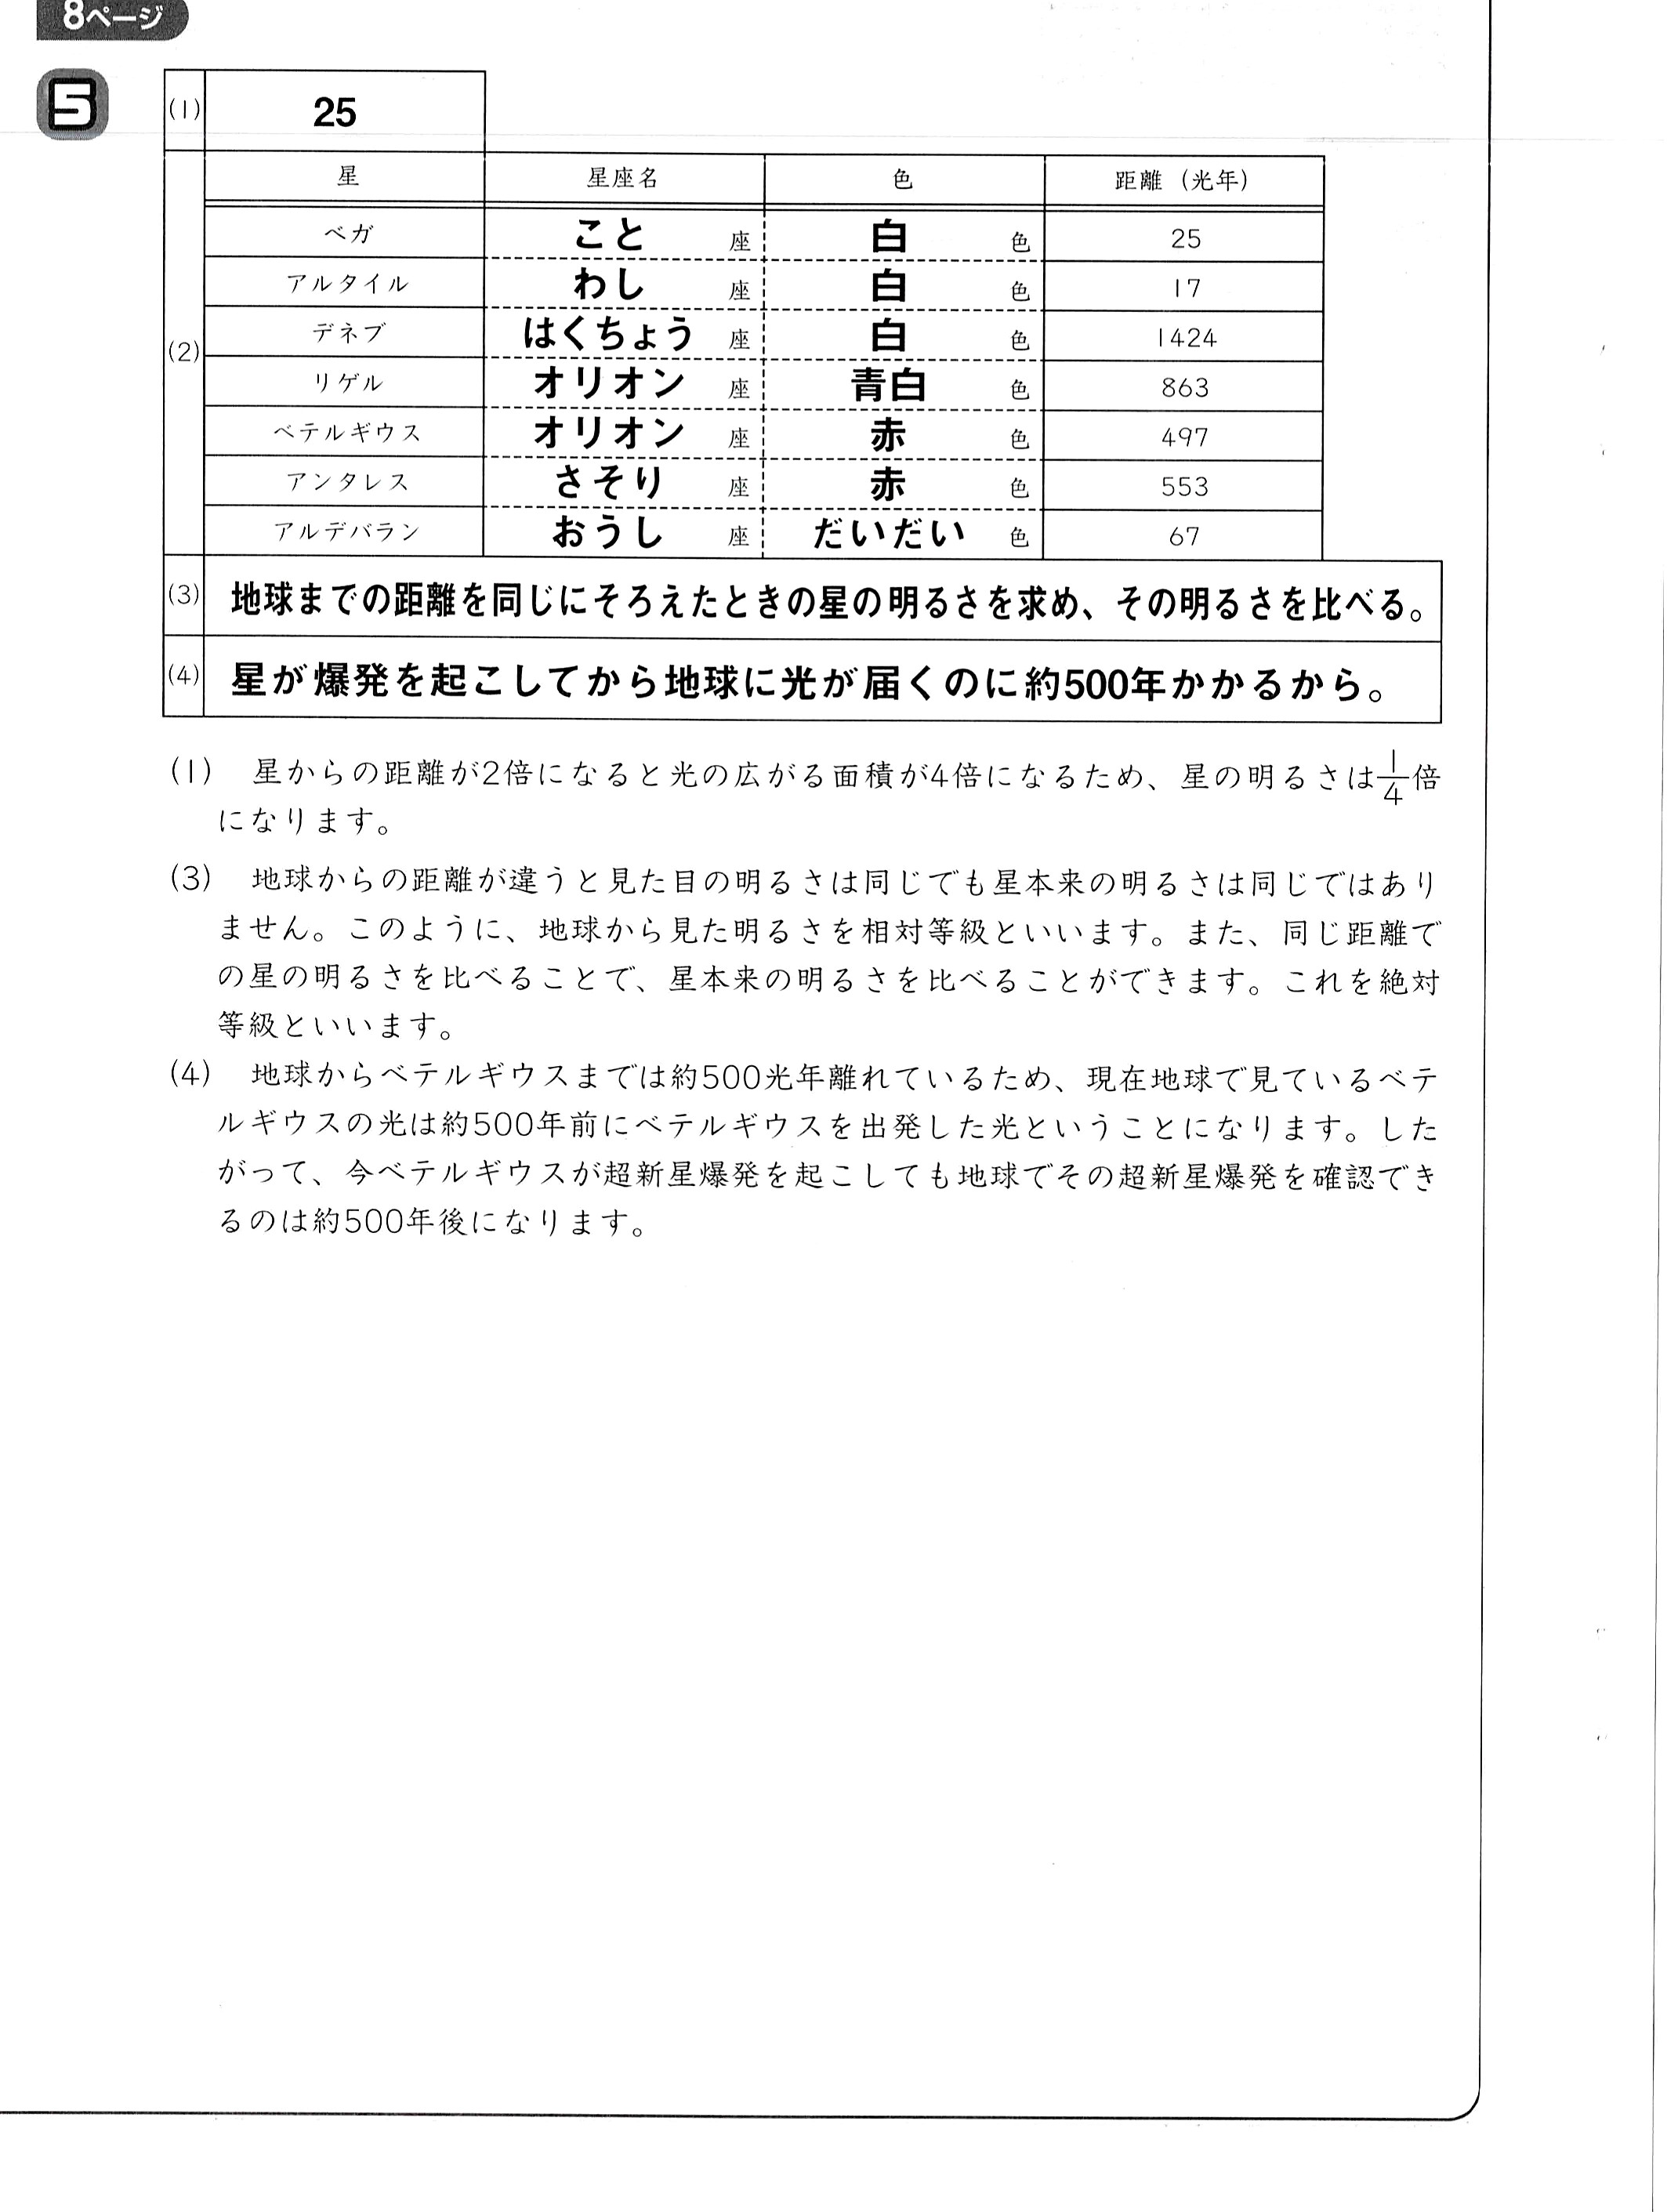 8ページ
5
(1) 25
(2) 星 星座名 色 距離（光年）
ベガ こと 座 白 色 25
アルタイル わし 座 白 色 17
デネブ はくちょう 座 白 色 1424
リゲル オリオン 座 青白 色 863
ベテルギウス オリオン 座 赤 色 497
アンタレス さそり 座 赤 色 553
アルデバラン おうし 座 だいだい 色 67
(3) 地球までの距離を同じにそろえたときの星の明るさを求め、その明るさを比べる。
(4) 星が爆発を起こしてから地球に光が届くのに約500年かかるから。
(1) 星からの距離が2倍になると光の広がる面積が4倍になるため、星の明るさは1/4倍
になります。
(3) 地球からの距離が違うと見た目の明るさは同じでも星本来の明るさは同じではあり
ません。このように、地球から見た明るさを相対等級といいます。また、同じ距離で
の星の明るさを比べることで、星本来の明るさを比べることができます。これを絶対
等級といいます。
(4) 地球からベテルギウスまでは約500光年離れているため、現在地球で見ているベテ
ルギウスの光は約500年前にベテルギウスを出発した光ということになります。した
がって、今ベテルギウスが超新星爆発を起こしても地球でその超新星爆発を確認でき
るのは約500年後になります。